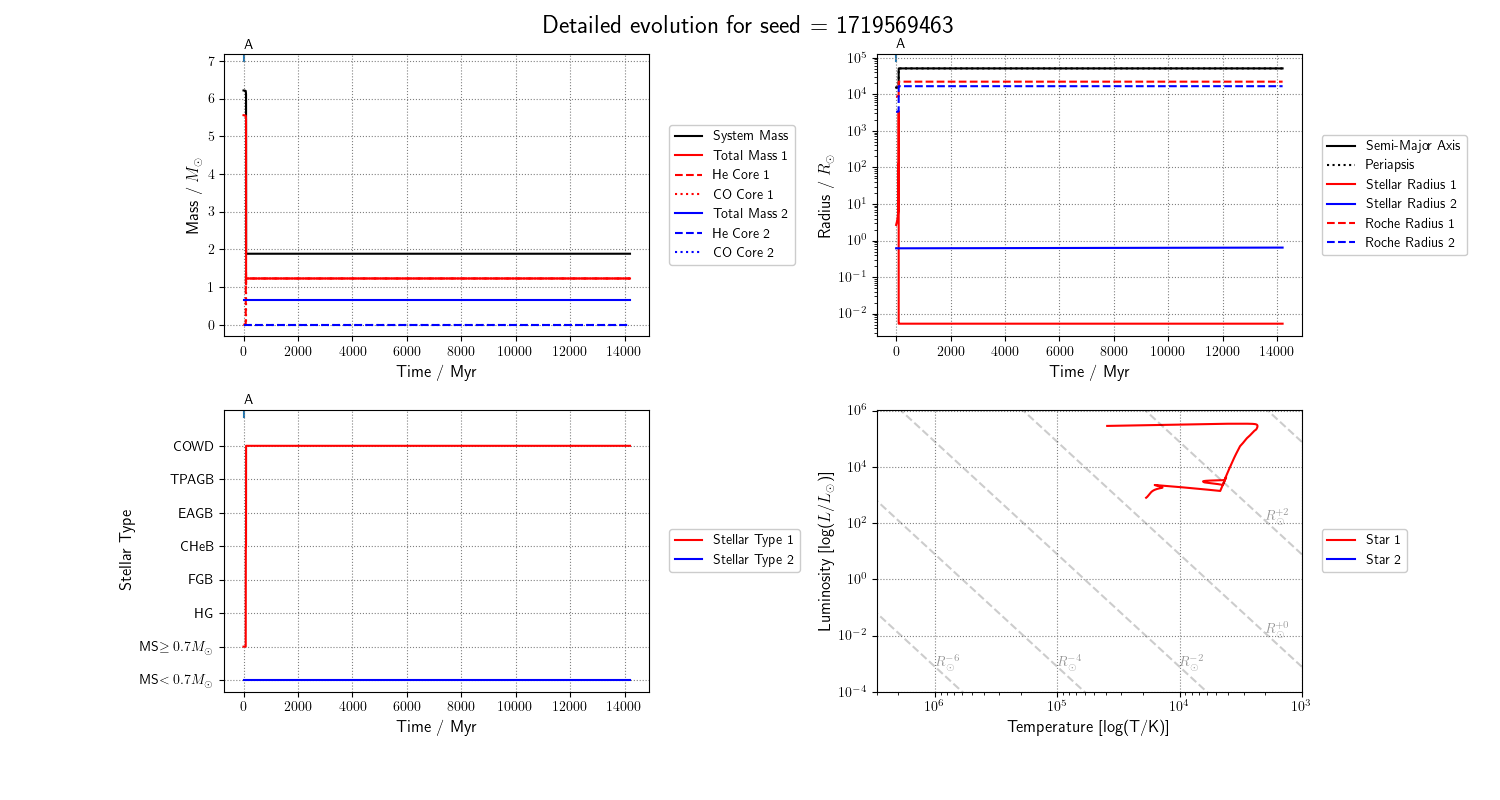 Detailed evolution for seed = 1719569463
A
7
6
5
4
3
2
1
0
Mass / M⊙
0 2000 4000 6000 8000 10000 12000 14000
Time / Myr
System Mass
Total Mass 1
He Core 1
CO Core 1
Total Mass 2
He Core 2
CO Core 2
A
10^5
10^4
10^3
10^2
10^1
10^0
10^-1
10^-2
Radius / R⊙
0 2000 4000 6000 8000 10000 12000 14000
Time / Myr
Semi-Major Axis
Periapsis
Stellar Radius 1
Stellar Radius 2
Roche Radius 1
Roche Radius 2
A
COWD
TPAGB
EAGB
CHeB
FGB
HG
MS≥ 0.7M⊙
MS< 0.7M⊙
Stellar Type
0 2000 4000 6000 8000 10000 12000 14000
Time / Myr
Stellar Type 1
Stellar Type 2
10^6
10^4
10^2
10^0
10^-2
10^-4
Luminosity [log(L/L⊙)]
R⊙^+2
R⊙^+0
R⊙^-6 R⊙^-4 R⊙^-2
10^6 10^5 10^4 10^3
Temperature [log(T/K)]
Star 1
Star 2